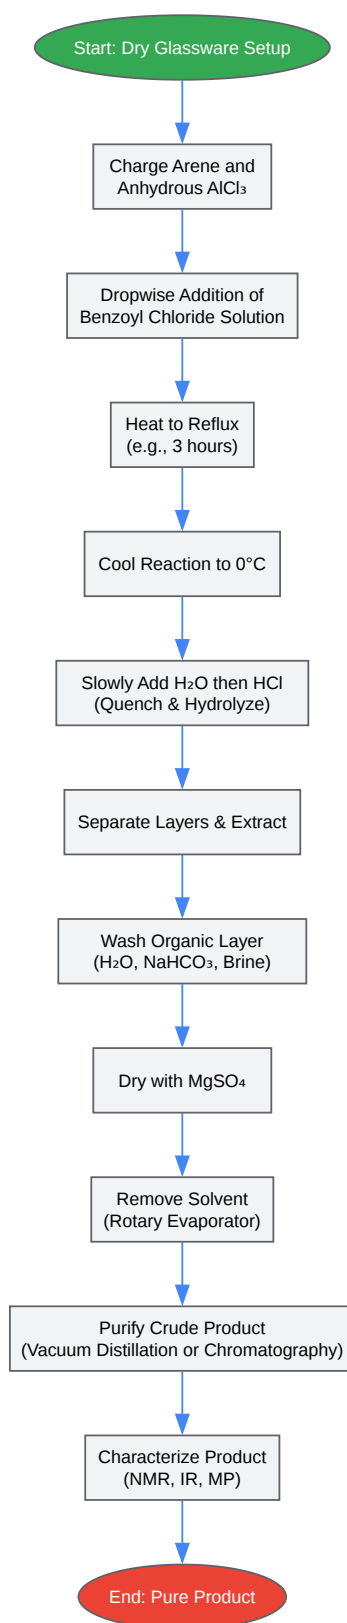 Start: Dry Glassware Setup
Charge Arene and
Anhydrous AlCl₃
Dropwise Addition of
Benzoyl Chloride Solution
Heat to Reflux
(e.g., 3 hours)
Cool Reaction to 0°C
Slowly Add H₂O then HCl
(Quench & Hydrolyze)
Separate Layers & Extract
Wash Organic Layer
(H₂O, NaHCO₃, Brine)
Dry with MgSO₄
Remove Solvent
(Rotary Evaporator)
Purify Crude Product
(Vacuum Distillation or Chromatography)
Characterize Product
(NMR, IR, MP)
End: Pure Product